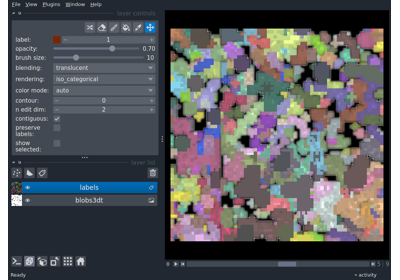 File View Plugins Window Help
layer controls
label: 1
opacity: 0.70
brush size: 10
blending: translucent
rendering: iso_categorical
color mode: auto
contour: 0
n edit dim: 2
contiguous:
preserve
labels:
show
selected:
layer list
labels
blobs3dt
Ready
activity